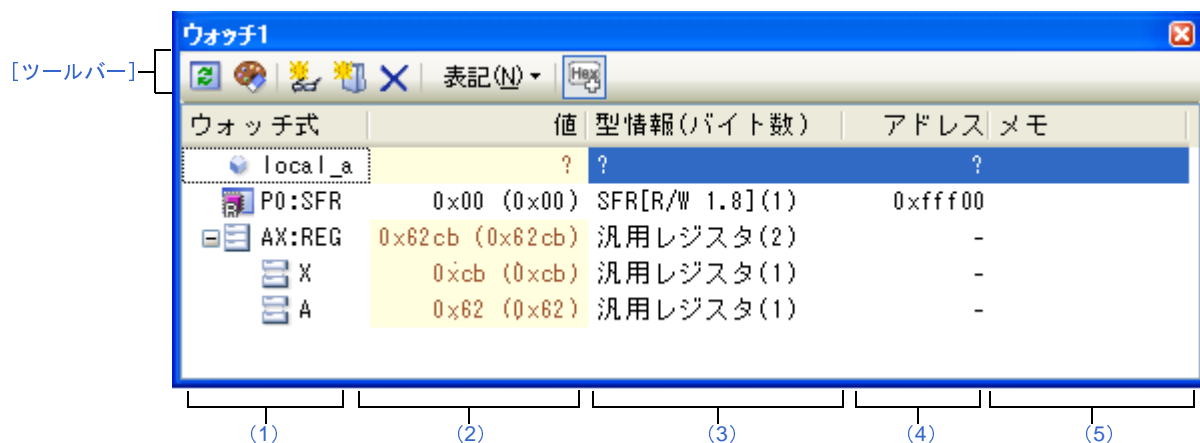 ウォッチ1
[ツールバー]
表記(N)
Hex
ウォッチ式 値 型情報(バイト数) アドレス メモ
local_a ? ? ?
P0:SFR 0x00 (0x00) SFR[R/W 1.8](1) 0xfff00
AX:REG 0x62cb (0x62cb) 汎用レジスタ(2) -
X 0xcb (0xcb) 汎用レジスタ(1) -
A 0x62 (0x62) 汎用レジスタ(1) -
(1) (2) (3) (4) (5)